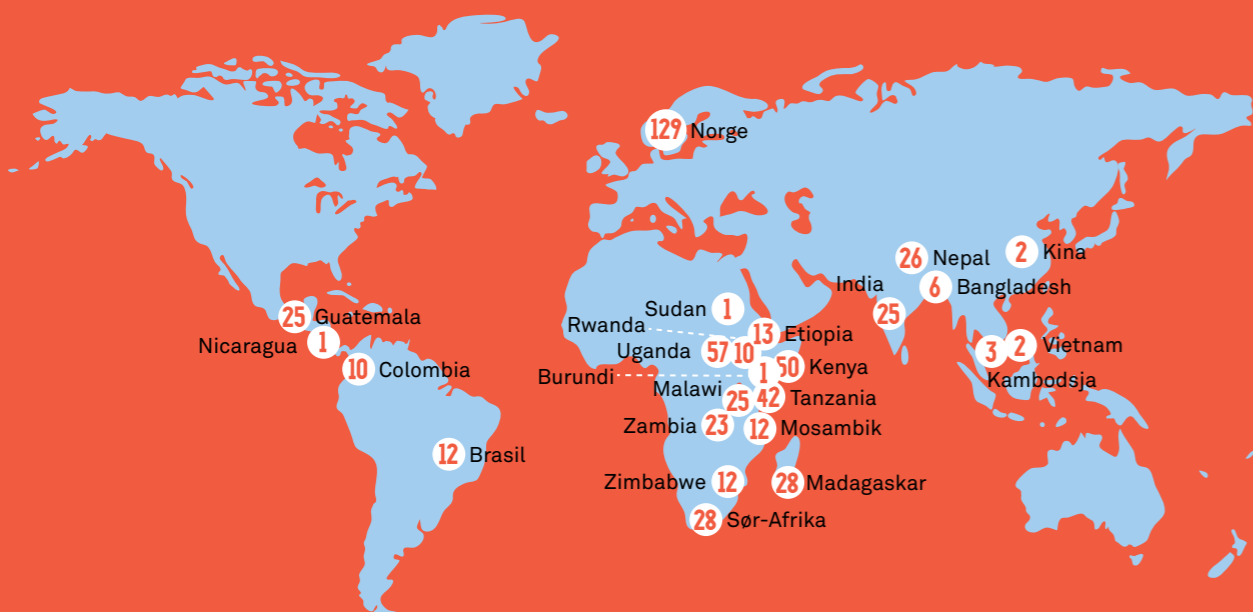 129 Norge
26 Nepal
2 Kina
India
6 Bangladesh
25
Sudan 1
25 Guatemala
Rwanda
13 Etiopia
Nicaragua 1
Uganda 57
10
3
2 Vietnam
10 Colombia
Burundi
1
50 Kenya
Kambodsja
Malawi 25
42 Tanzania
Zambia 23
12 Mosambik
12 Brasil
Zimbabwe 12
28 Madagaskar
28 Sør-Afrika